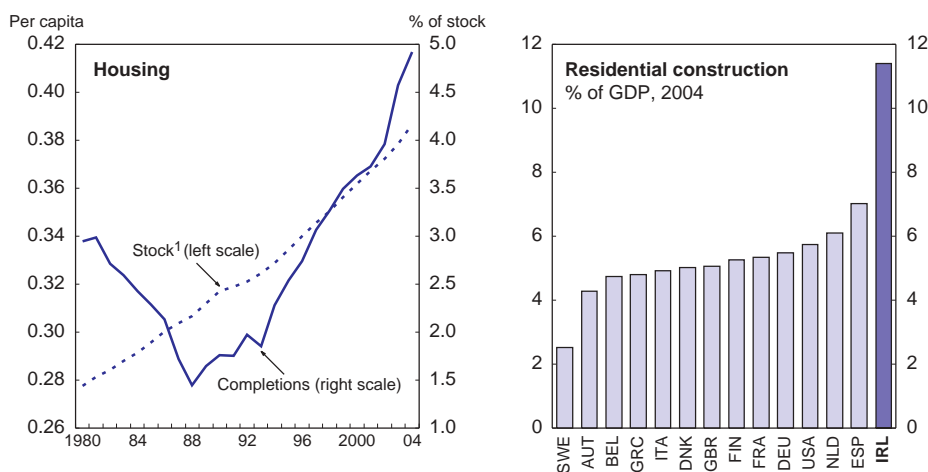 Per capita
% of stock
0.42
5.0
Housing
0.40
4.5
0.38
4.0
0.36
3.5
0.34
3.0
Stock1 (left scale)
0.32
2.5
0.30
2.0
0.28
1.5
Completions (right scale)
0.26
1.0
1980 84 88 92 96 2000 04
12
12
Residential construction
% of GDP, 2004
10
10
8
8
6
6
4
4
2
2
0
0
SWE
AUT
BEL
GRC
ITA
DNK
GBR
FIN
FRA
DEU
USA
NLD
ESP
IRL